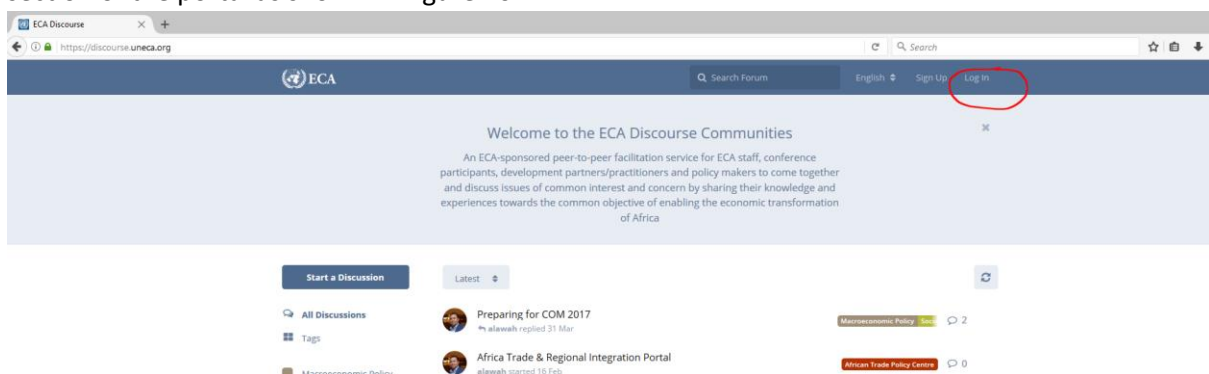 ECA Discourse
https://discourse.uneca.org
Search
ECA
Search Forum
English
Sign Up
Log In
Welcome to the ECA Discourse Communities
An ECA-sponsored peer-to-peer facilitation service for ECA staff, conference
participants, development partners/practitioners and policy makers to come together
and discuss issues of common interest and concern by sharing their knowledge and
experiences towards the common objective of enabling the economic transformation
of Africa
Start a Discussion
Latest
All Discussions
Tags
Preparing for COM 2017
alawah replied 31 Mar
Macroeconomic Policy
2
Africa Trade & Regional Integration Portal
alawah started 16 Feb
African Trade Policy Centre
0
Macroeconomic Policy